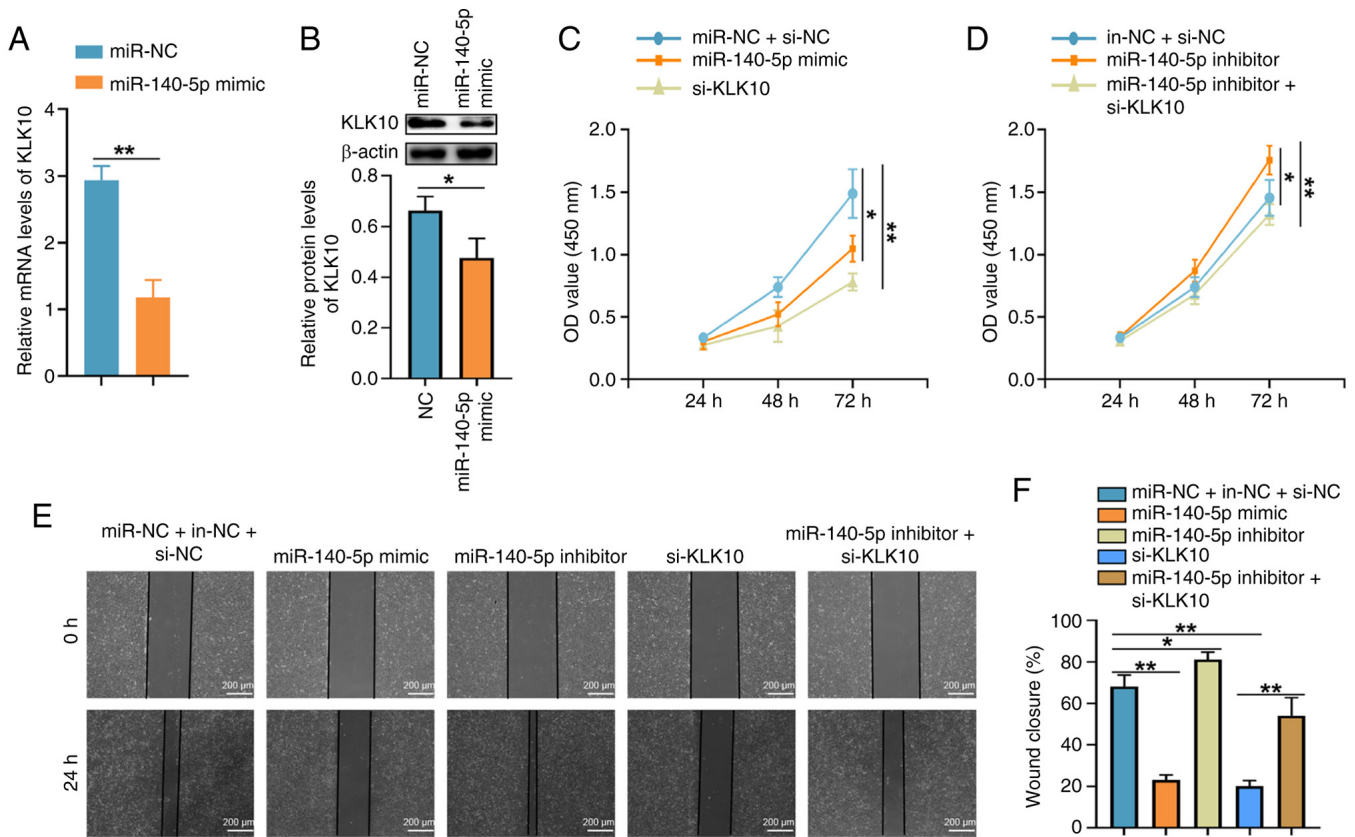 A
miR-NC
miR-140-5p mimic
Relative mRNA levels of KLK10
4
3
2
1
0
**
B
miR-NC
miR-140-5p
mimic
KLK10
β-actin
Relative protein levels
of KLK10
0.8
0.6
0.4
0.2
0.0
*
NC
miR-140-5p
mimic
C
miR-NC + si-NC
miR-140-5p mimic
si-KLK10
OD value (450 nm)
2.0
1.5
1.0
0.5
0.0
*
**
24 h
48 h
72 h
D
in-NC + si-NC
miR-140-5p inhibitor
miR-140-5p inhibitor +
si-KLK10
OD value (450 nm)
2.0
1.5
1.0
0.5
0.0
*
**
24 h
48 h
72 h
E
miR-NC + in-NC +
si-NC
miR-140-5p mimic
miR-140-5p inhibitor
si-KLK10
miR-140-5p inhibitor +
si-KLK10
0 h
200 µm
200 µm
200 µm
200 µm
200 µm
24 h
200 µm
200 µm
200 µm
200 µm
200 µm
F
miR-NC + in-NC + si-NC
miR-140-5p mimic
miR-140-5p inhibitor
si-KLK10
miR-140-5p inhibitor +
si-KLK10
Wound closure (%)
100
80
60
40
20
0
**
*
**
**